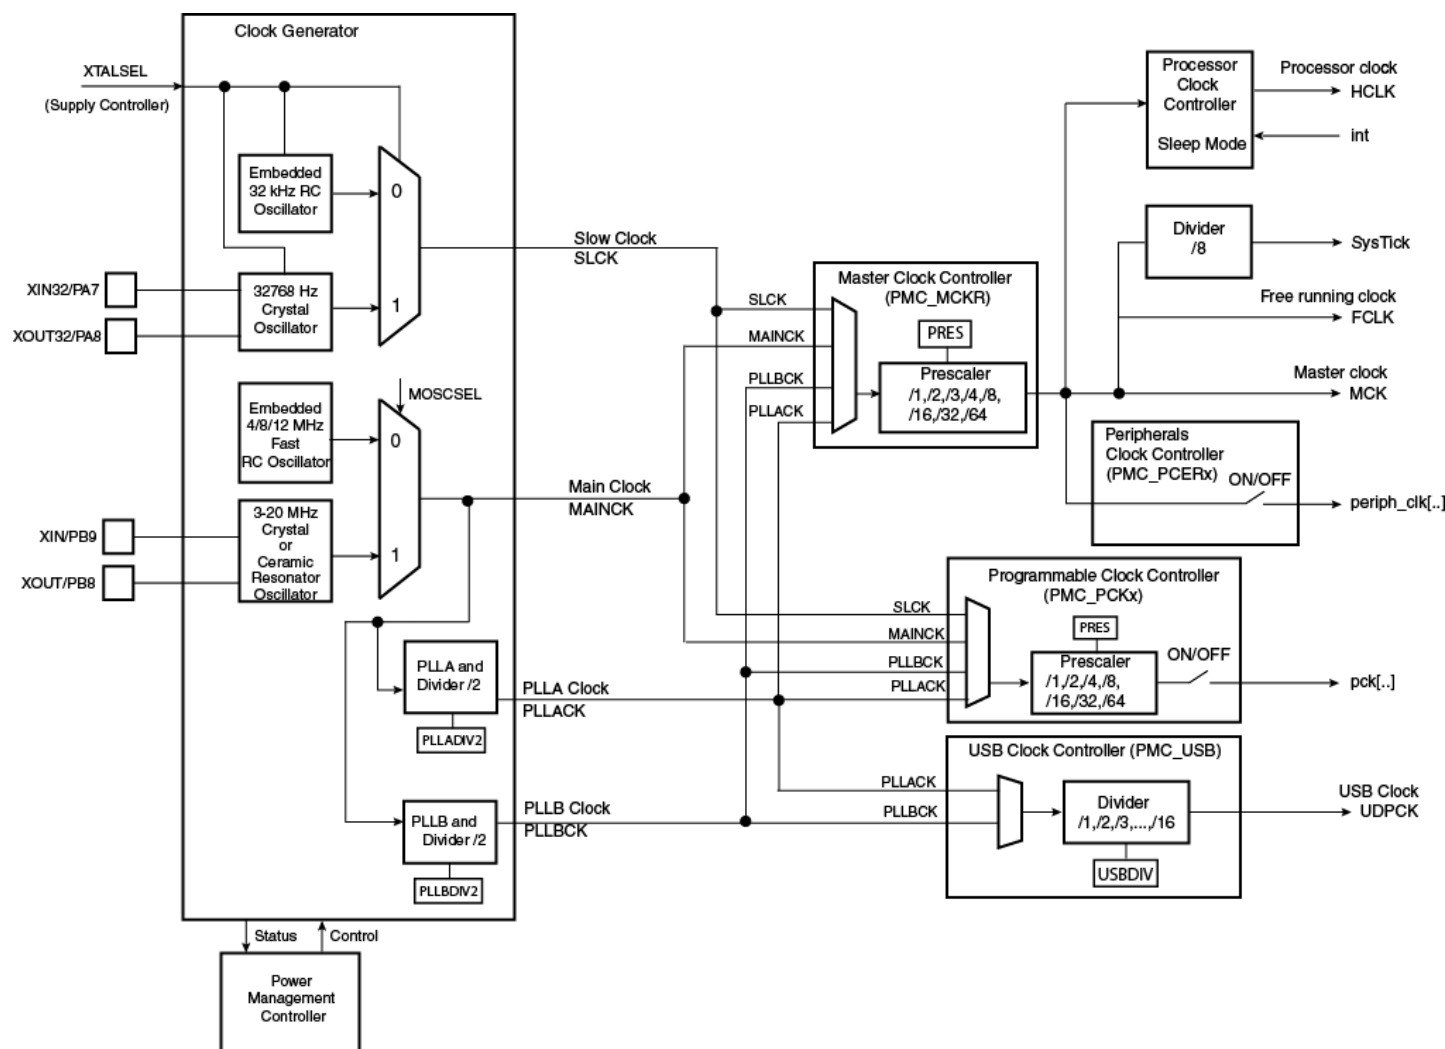 Clock Generator
XTALSEL
(Supply Controller)
Embedded
32 kHz RC
Oscillator
0
XIN32/PA7
XOUT32/PA8
32768 Hz
Crystal
Oscillator
1
Slow Clock
SLCK
MOSCSEL
Embedded
4/8/12 MHz
Fast
RC Oscillator
0
XIN/PB9
XOUT/PB8
3-20 MHz
Crystal
or
Ceramic
Resonator
Oscillator
1
Main Clock
MAINCK
PLLA and
Divider /2
PLLADIV2
PLLA Clock
PLLACK
PLLB and
Divider /2
PLLBDIV2
PLLB Clock
PLLBCK
Status
Control
Power
Management
Controller
Master Clock Controller
(PMC_MCKR)
SLCK
MAINCK
PLLBCK
PLLACK
PRES
Prescaler
/1,/2,/3,/4,/8,
/16,/32,/64
Processor
Clock
Controller
Sleep Mode
Processor clock
HCLK
int
Divider
/8
SysTick
Free running clock
FCLK
Master clock
MCK
Peripherals
Clock Controller
(PMC_PCERx)
ON/OFF
periph_clk[..]
Programmable Clock Controller
(PMC_PCKx)
SLCK
MAINCK
PLLBCK
PLLACK
PRES
Prescaler
/1,/2,/4,/8,
/16,/32,/64
ON/OFF
pck[..]
USB Clock Controller (PMC_USB)
PLLACK
PLLBCK
Divider
/1,/2,/3,...,/16
USBDIV
USB Clock
UDPCK